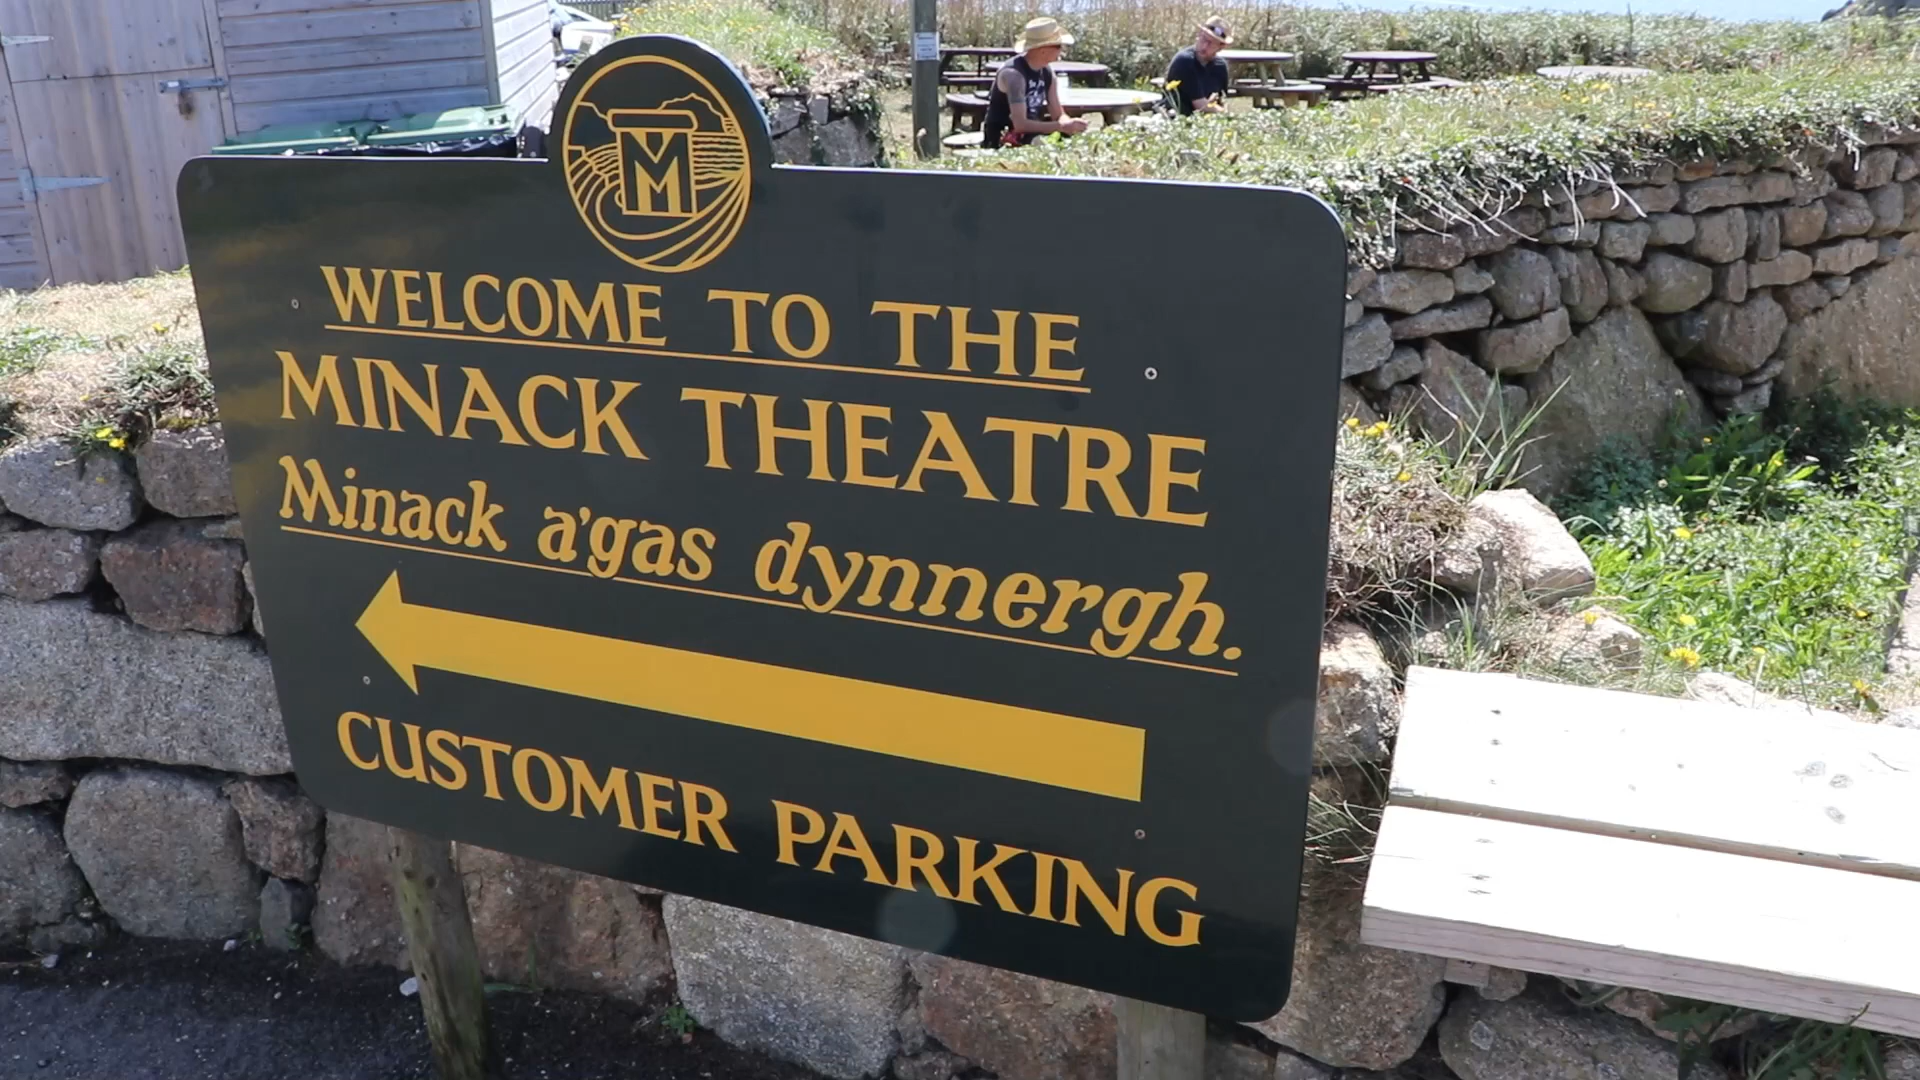 M
WELCOME TO THE
MINACK THEATRE
Minack a'gas dynnergh.
CUSTOMER PARKING